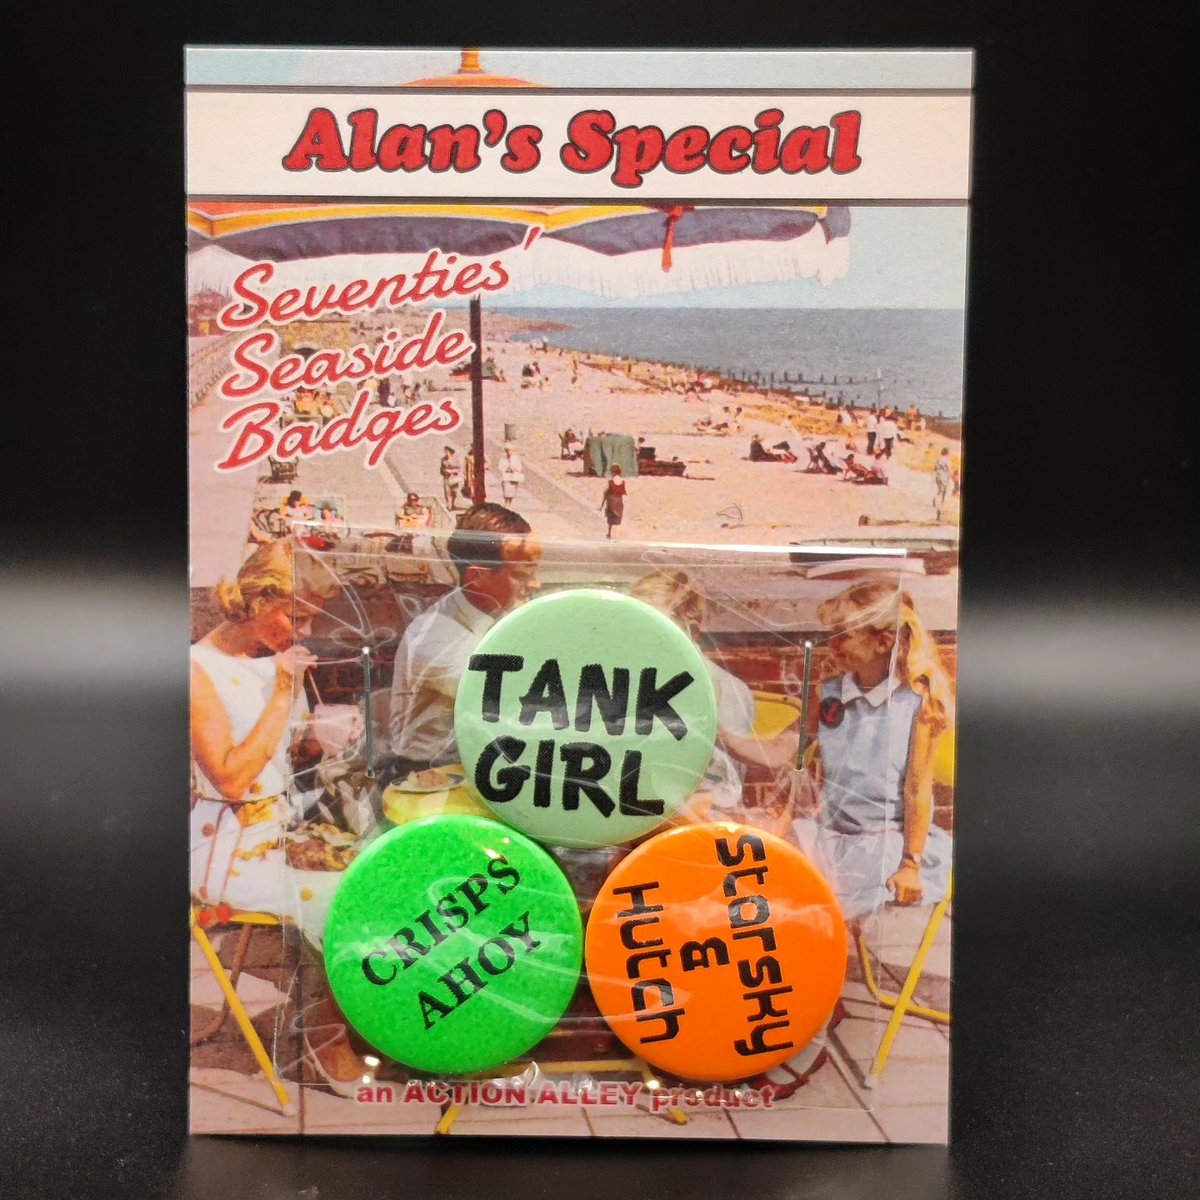 Alan's Special
Seventies'
Seaside
Badges
TANK
GIRL
CRISPS
AHOY
Starsky
&
Hutch
an ACTION ALLEY product